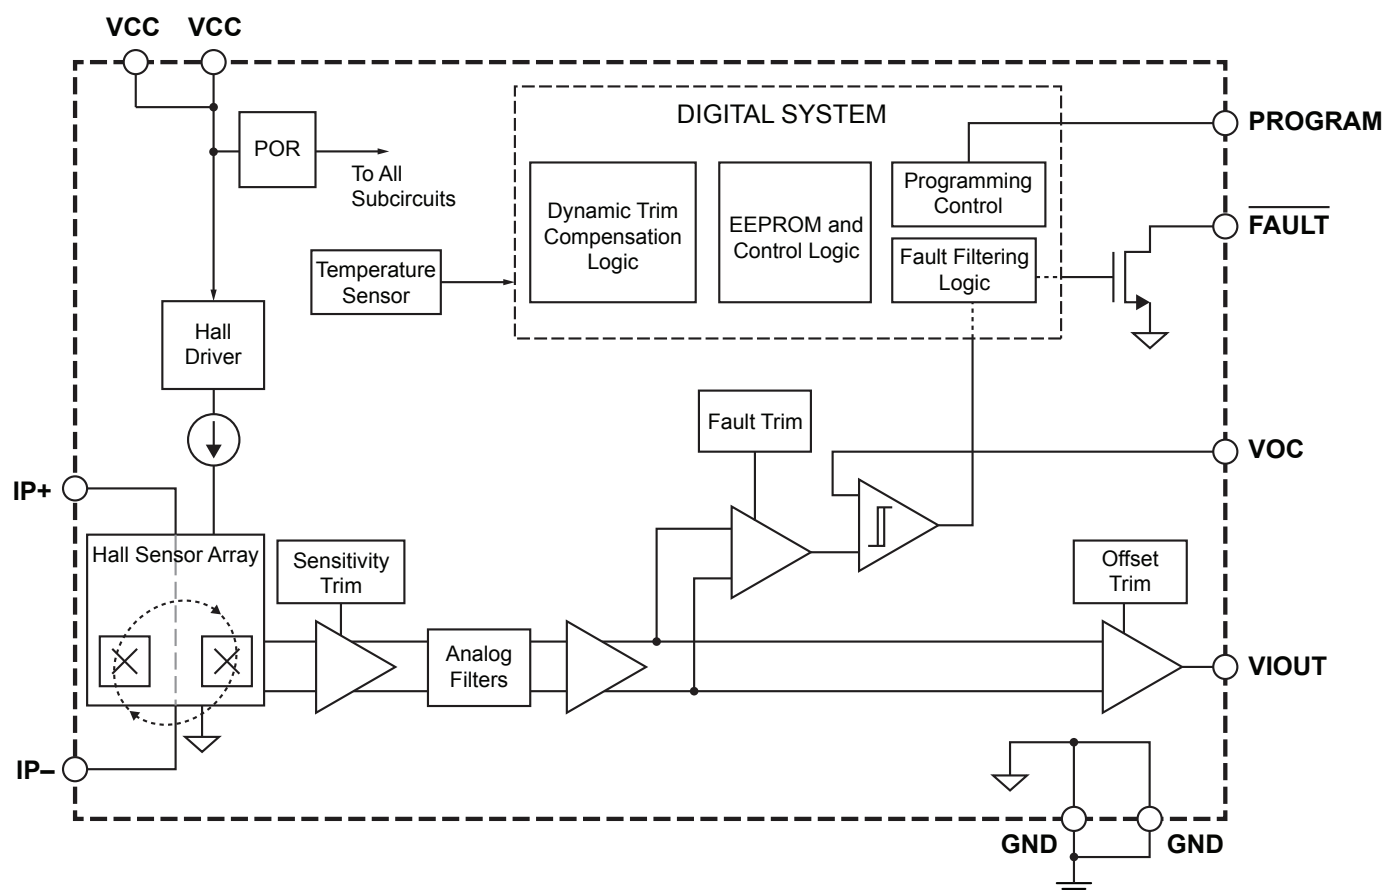 VCC
VCC
DIGITAL SYSTEM
PROGRAM
POR
To All
Subcircuits
Programming
Control
Dynamic Trim
Compensation
Logic
EEPROM and
Control Logic
FAULT
Fault Filtering
Logic
Temperature
Sensor
Hall
Driver
Fault Trim
VOC
IP+
Hall Sensor Array
Sensitivity
Trim
Offset
Trim
Analog
Filters
VIOUT
IP–
GND
GND